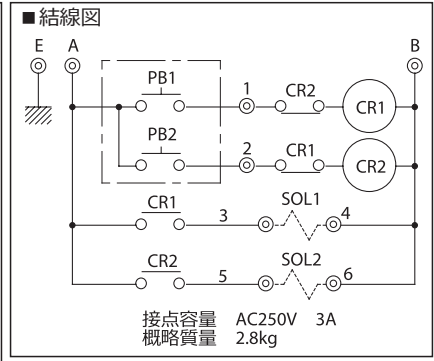 ■結線図
E A B
PB1
1 CR2
CR1
PB2
2 CR1
CR2
CR1 3 SOL1 4
CR2 5 SOL2 6
接点容量 AC250V 3A
概略質量 2.8kg